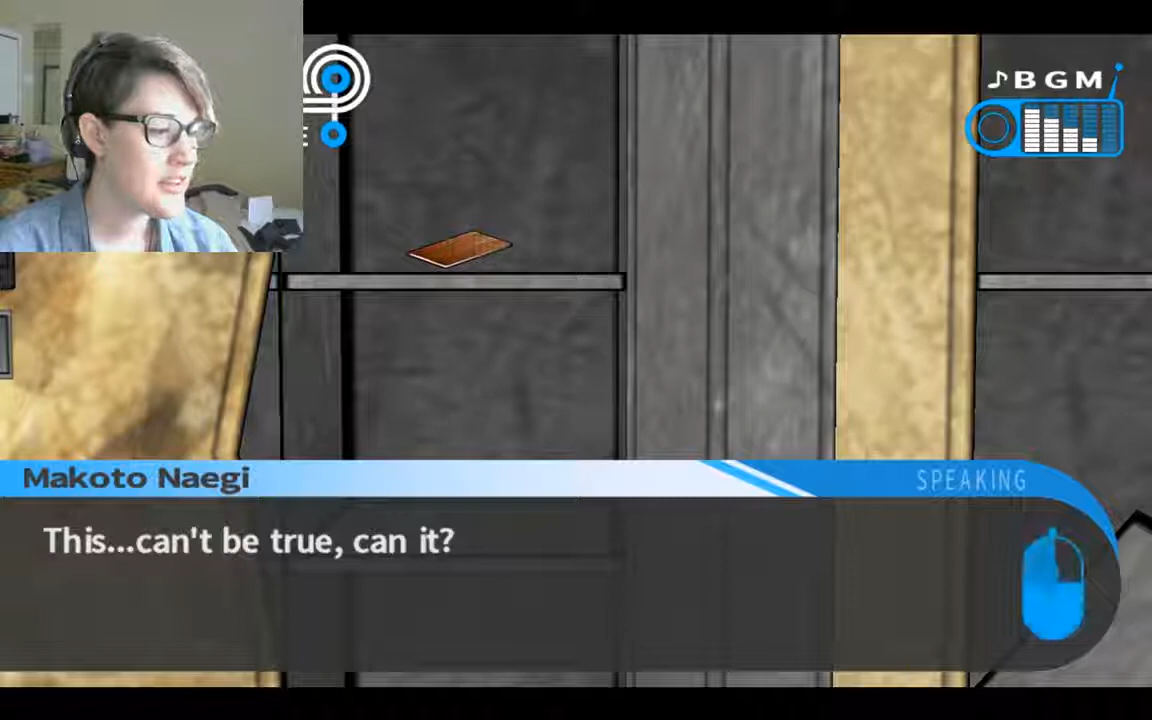 ♪BGM
E
Makoto Naegi
SPEAKING
This...can't be true, can it?